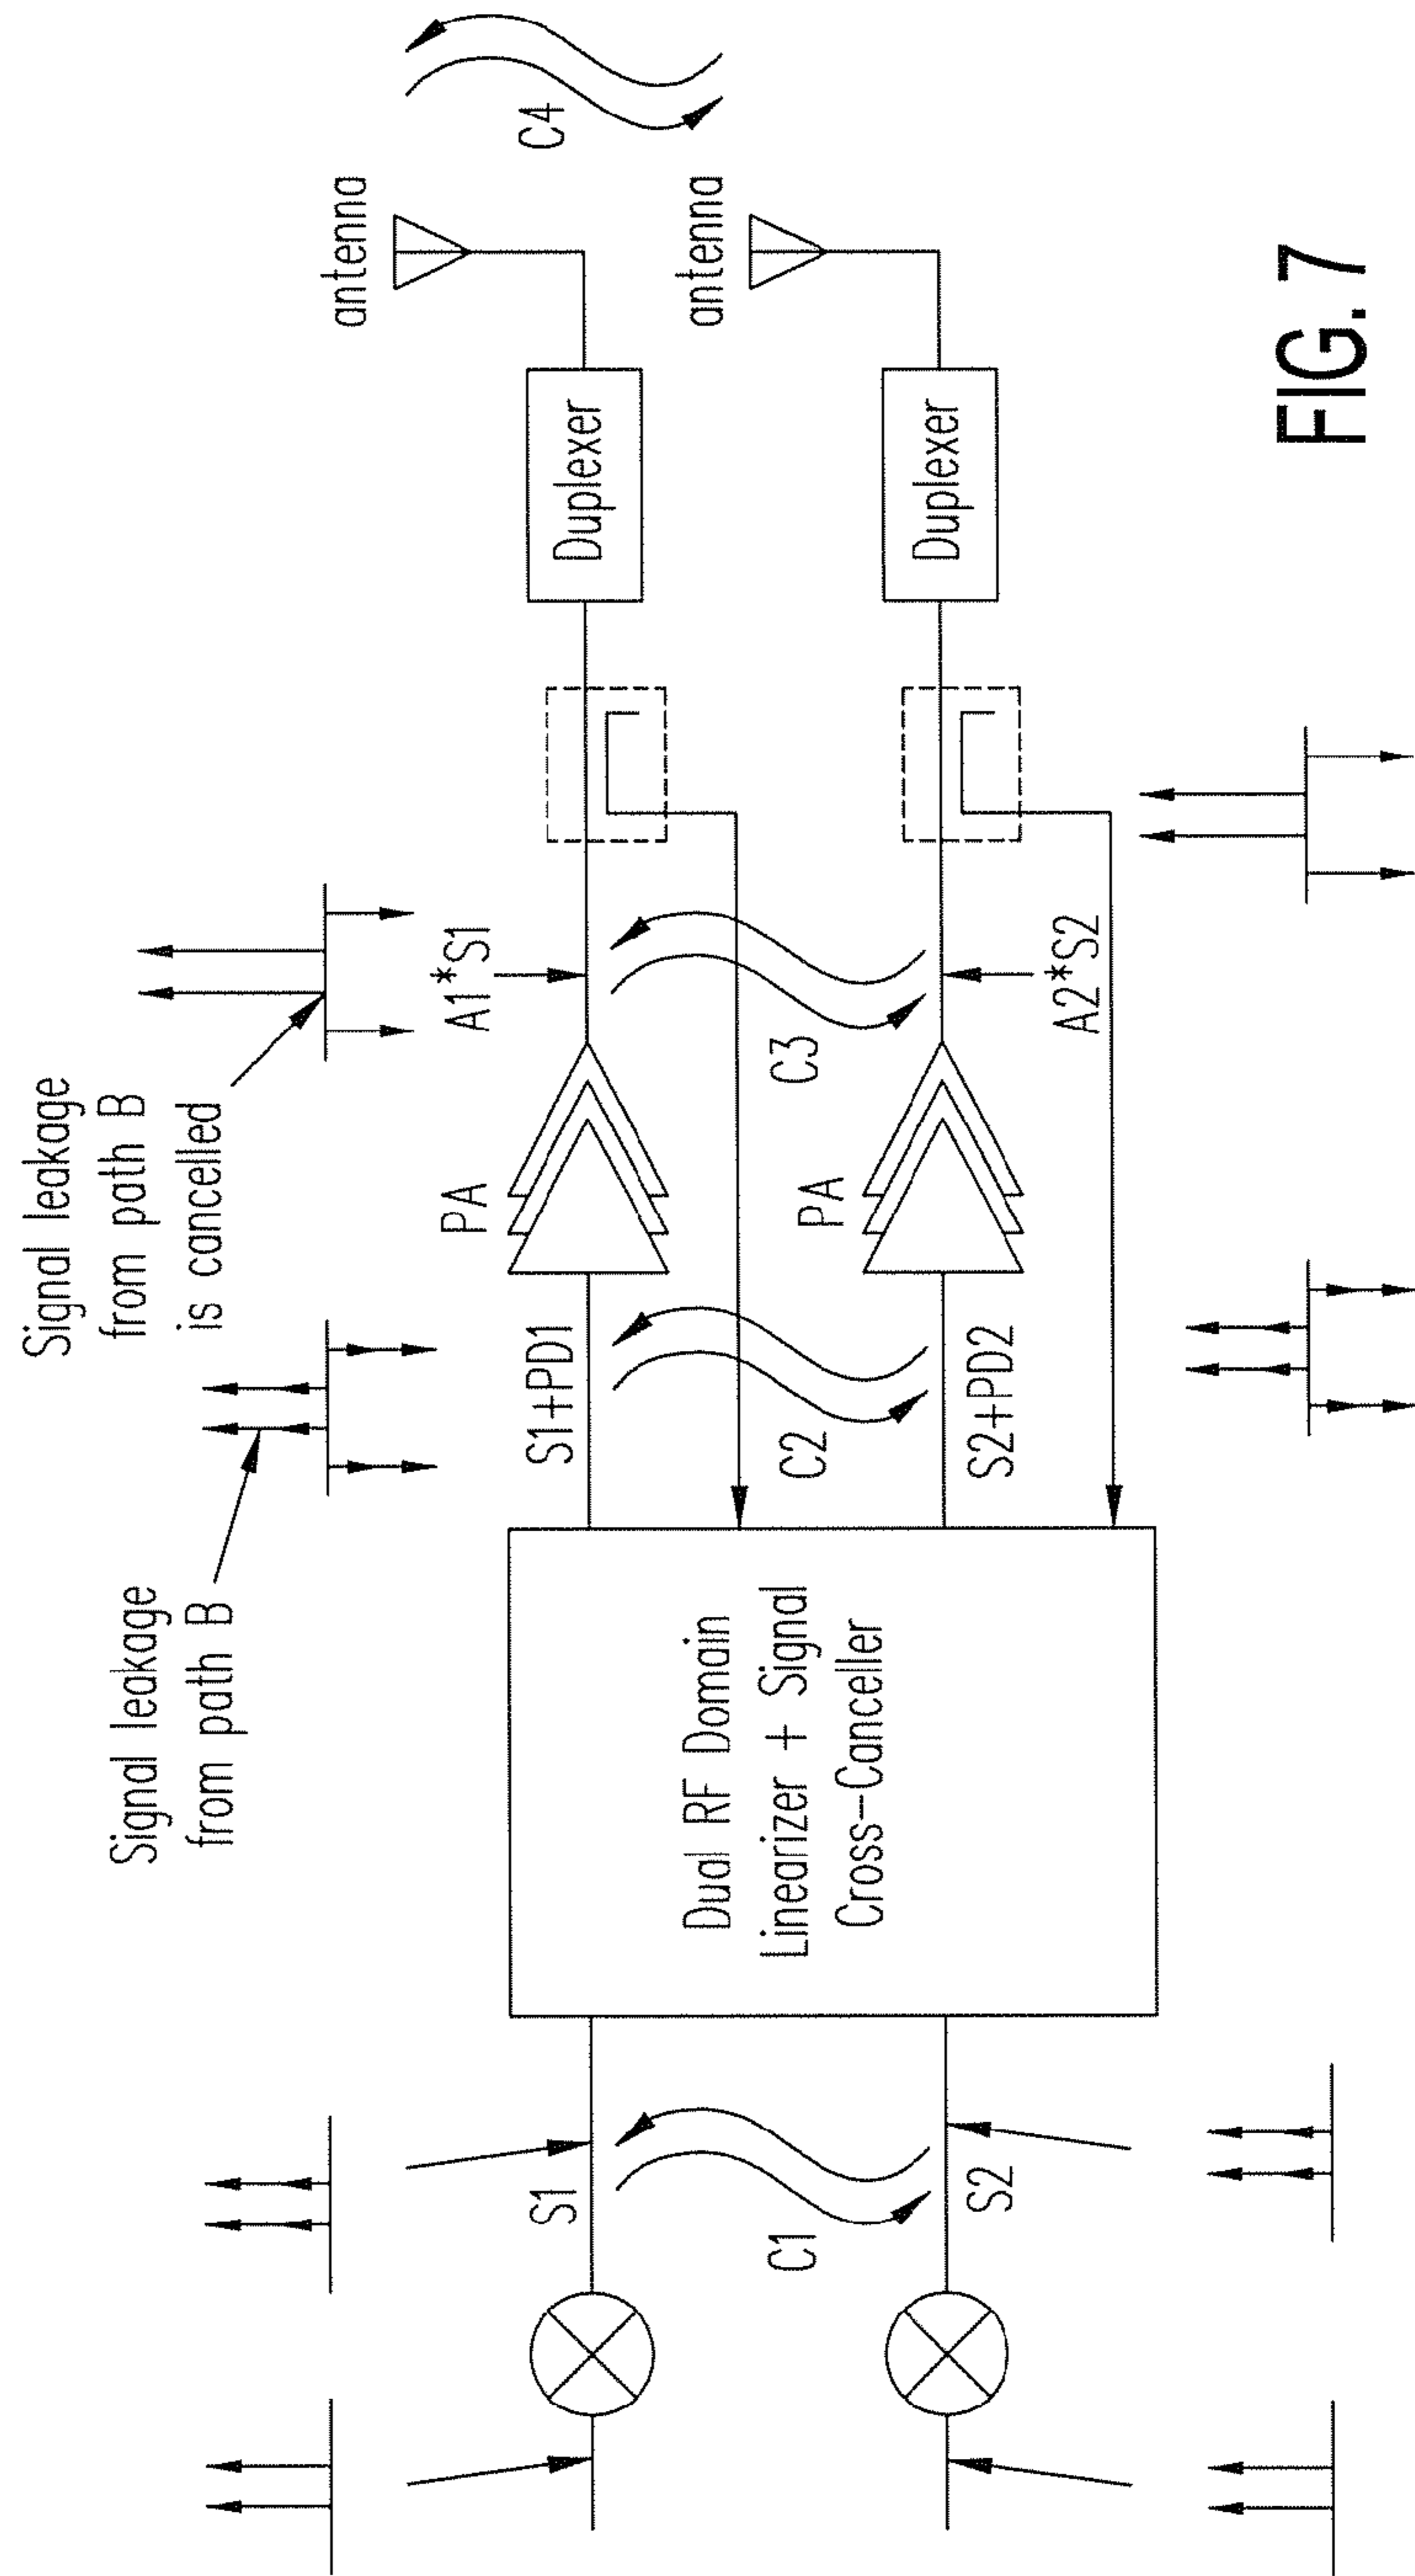 Signal leakage
from path B
is cancelled
Signal leakage
from path B
antenna
C4
antenna
S1
C1
S2
Dual RF Domain
Linearizer + Signal
Cross-Canceller
S1+PD1
C2
S2+PD2
PA
PA
A1*S1
C3
A2*S2
Duplexer
Duplexer
FIG. 7